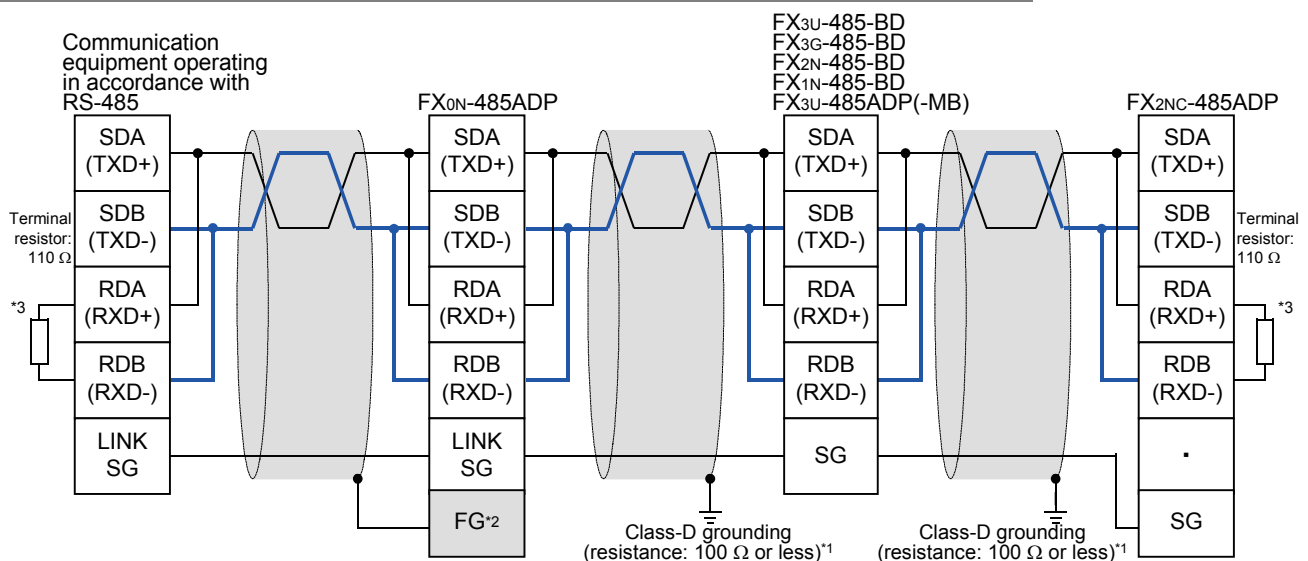 Communication
equipment operating
in accordance with
RS-485
FX0N-485ADP
FX3U-485-BD
FX3G-485-BD
FX2N-485-BD
FX1N-485-BD
FX3U-485ADP(-MB)
FX2NC-485ADP
Terminal
resistor:
110 Ω
*3
SDA
(TXD+)
SDB
(TXD-)
RDA
(RXD+)
RDB
(RXD-)
LINK
SG
SDA
(TXD+)
SDB
(TXD-)
RDA
(RXD+)
RDB
(RXD-)
LINK
SG
FG*2
SDA
(TXD+)
SDB
(TXD-)
RDA
(RXD+)
RDB
(RXD-)
SG
SDA
(TXD+)
SDB
(TXD-)
RDA
(RXD+)
RDB
(RXD-)
·
SG
Terminal
resistor:
110 Ω
*3
Class-D grounding
(resistance: 100 Ω or less)*1
Class-D grounding
(resistance: 100 Ω or less)*1